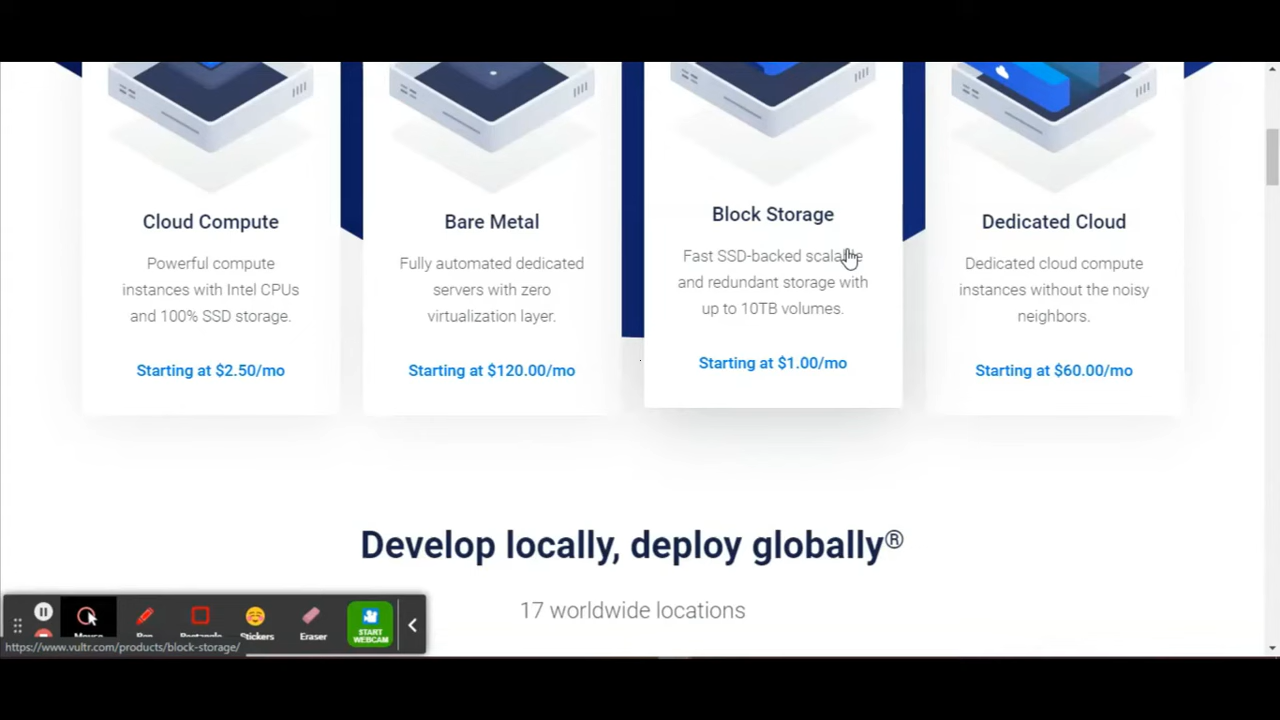 Cloud Compute
Powerful compute
instances with Intel CPUs
and 100% SSD storage.
Starting at $2.50/mo
Bare Metal
Fully automated dedicated
servers with zero
virtualization layer.
Starting at $120.00/mo
Block Storage
Fast SSD-backed scalable
and redundant storage with
up to 10TB volumes.
Starting at $1.00/mo
Dedicated Cloud
Dedicated cloud compute
instances without the noisy
neighbors.
Starting at $60.00/mo
Develop locally, deploy globally®
17 worldwide locations
Mouse
Pen
Rectangle
Stickers
Eraser
START
WEBCAM
https://www.vultr.com/products/block-storage/